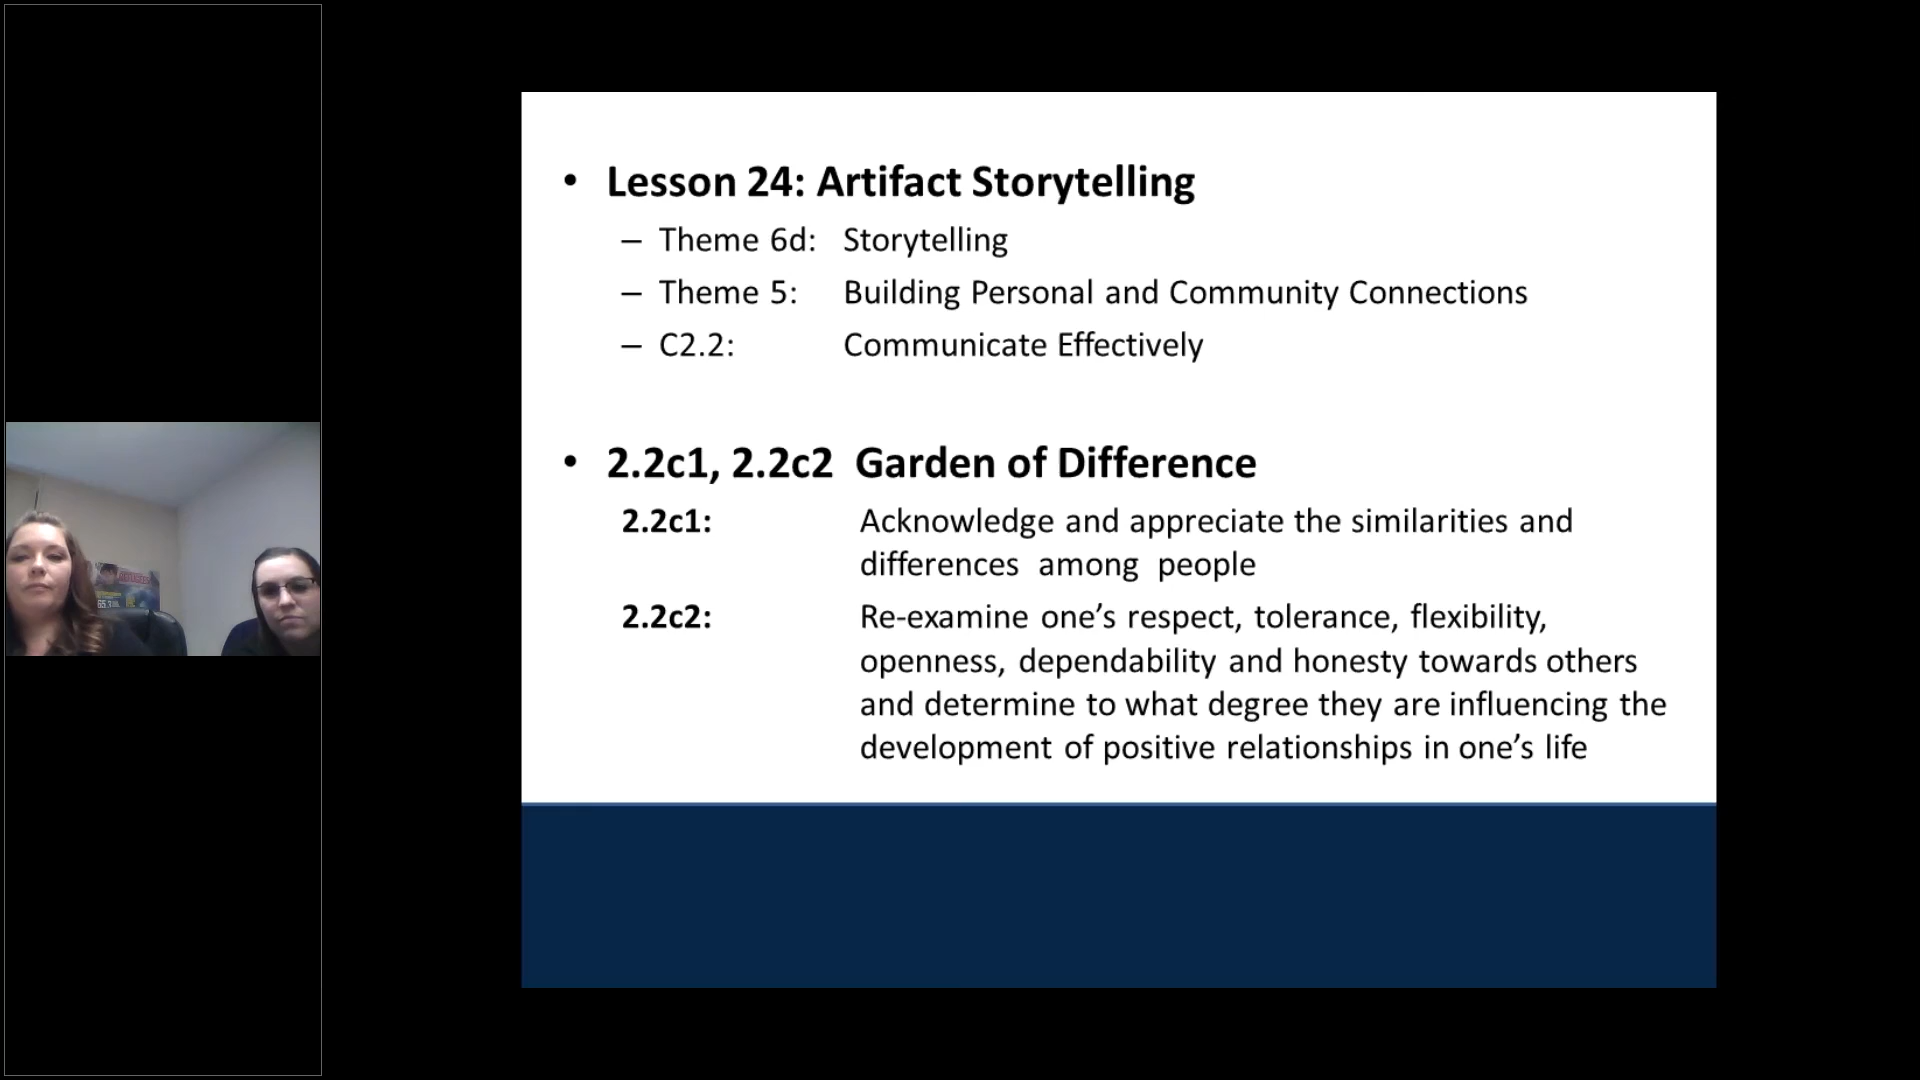 • Lesson 24: Artifact Storytelling
– Theme 6d: Storytelling
– Theme 5: Building Personal and Community Connections
– C2.2: Communicate Effectively
• 2.2c1, 2.2c2 Garden of Difference
2.2c1: Acknowledge and appreciate the similarities and
differences among people
2.2c2: Re-examine one’s respect, tolerance, flexibility,
openness, dependability and honesty towards others
and determine to what degree they are influencing the
development of positive relationships in one’s life